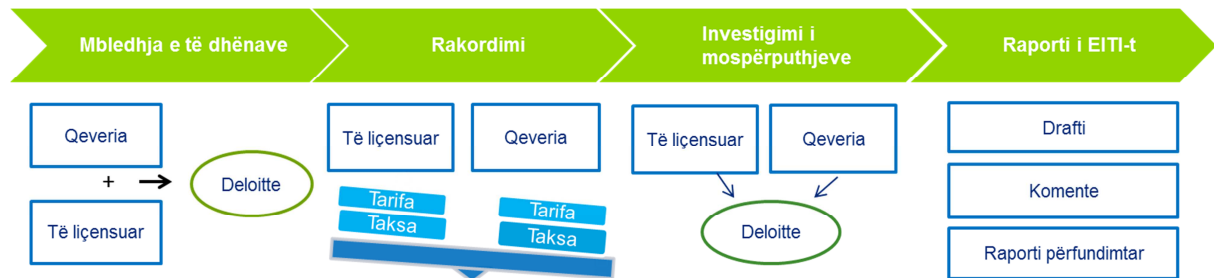 Mbledhja e të dhënave
Rakordimi
Investigimi i
mospërputhjeve
Raporti i EITI-t
Qeveria
+
Të liçensuar
Deloitte
Të liçensuar
Qeveria
Tarifa
Taksa
Tarifa
Taksa
Të liçensuar
Qeveria
Deloitte
Drafti
Komente
Raporti përfundimtar